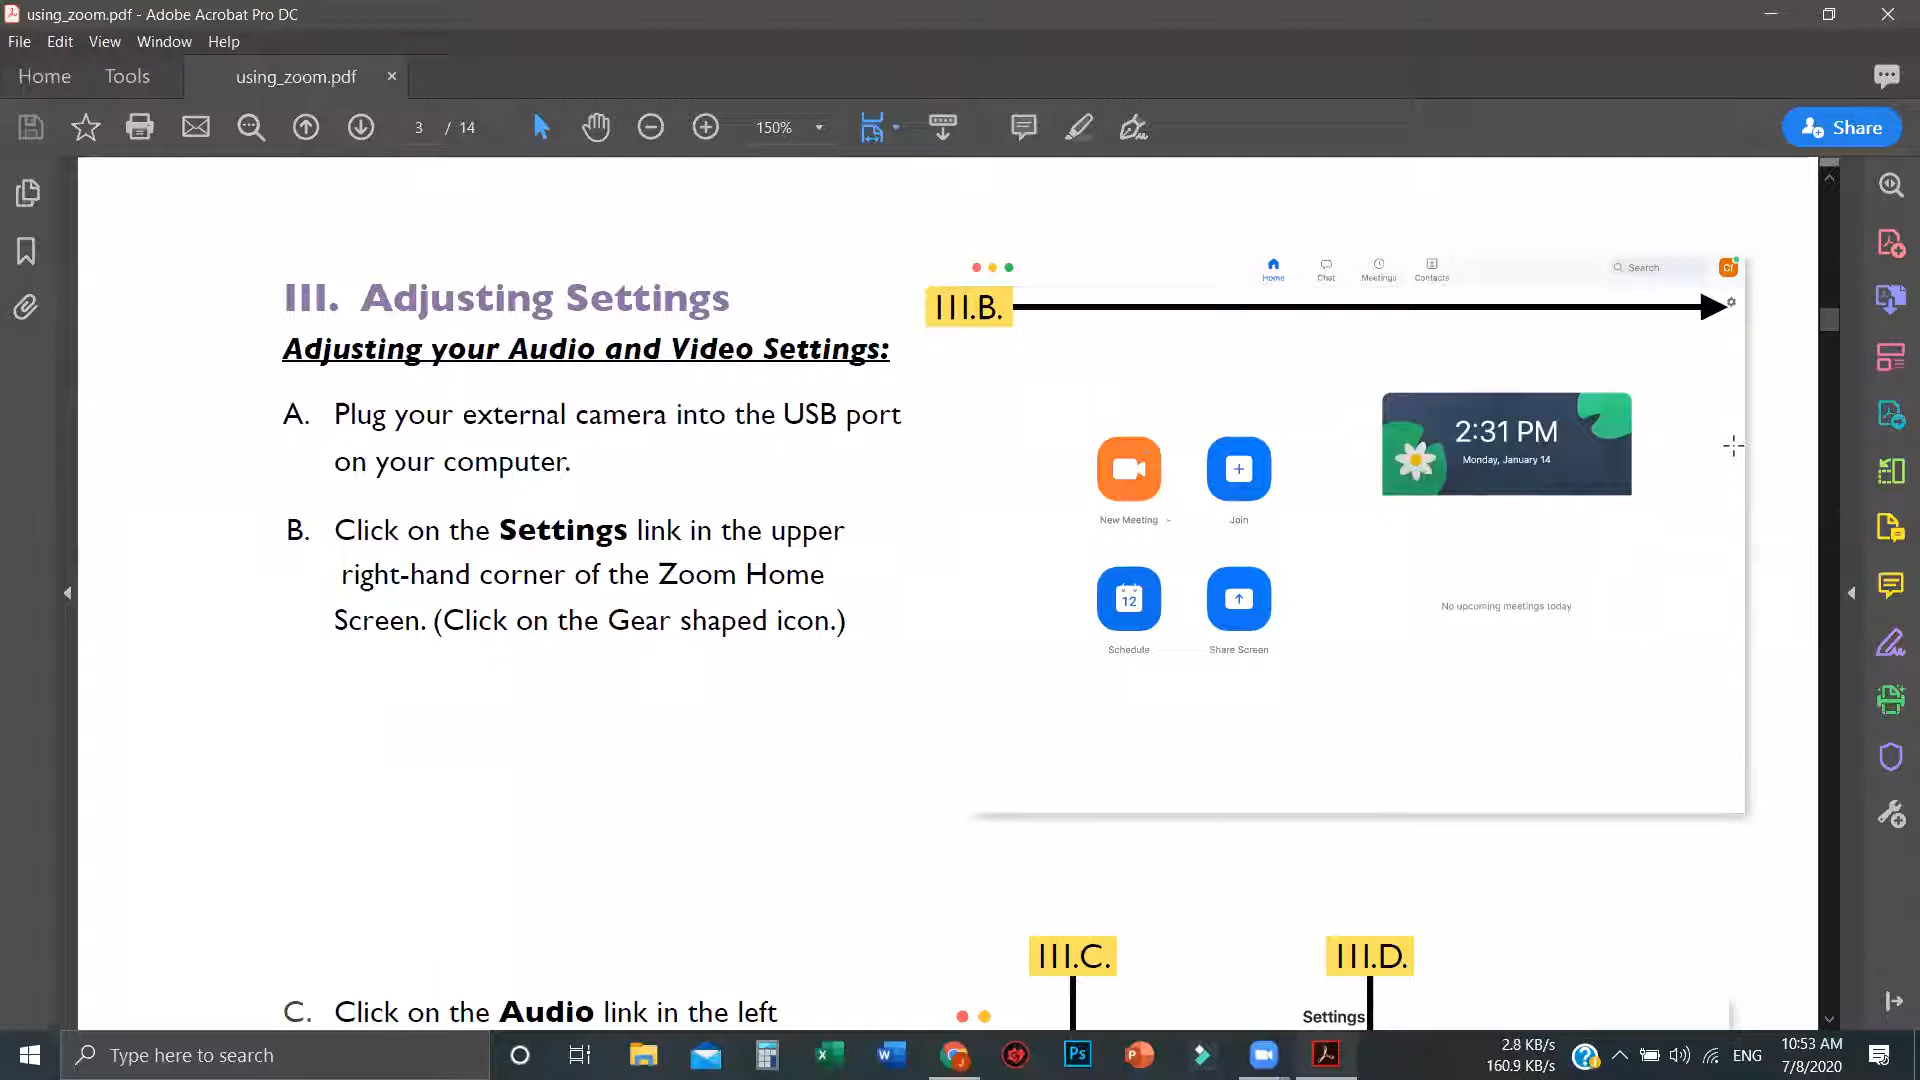 using_zoom.pdf - Adobe Acrobat Pro DC
File Edit View Window Help
Home Tools using_zoom.pdf ×
3 / 14 150% Share
Home Chat Meetings Contacts Search
III. Adjusting Settings
III.B.
Adjusting your Audio and Video Settings:
A. Plug your external camera into the USB port
on your computer.
B. Click on the Settings link in the upper
right-hand corner of the Zoom Home
Screen. (Click on the Gear shaped icon.)
2:31 PM
Monday, January 14
New Meeting Join
12
Schedule Share Screen
No upcoming meetings today
III.C. III.D.
C. Click on the Audio link in the left
Settings
Type here to search
Ps
2.8 KB/s
160.9 KB/s
ENG
10:53 AM
7/8/2020